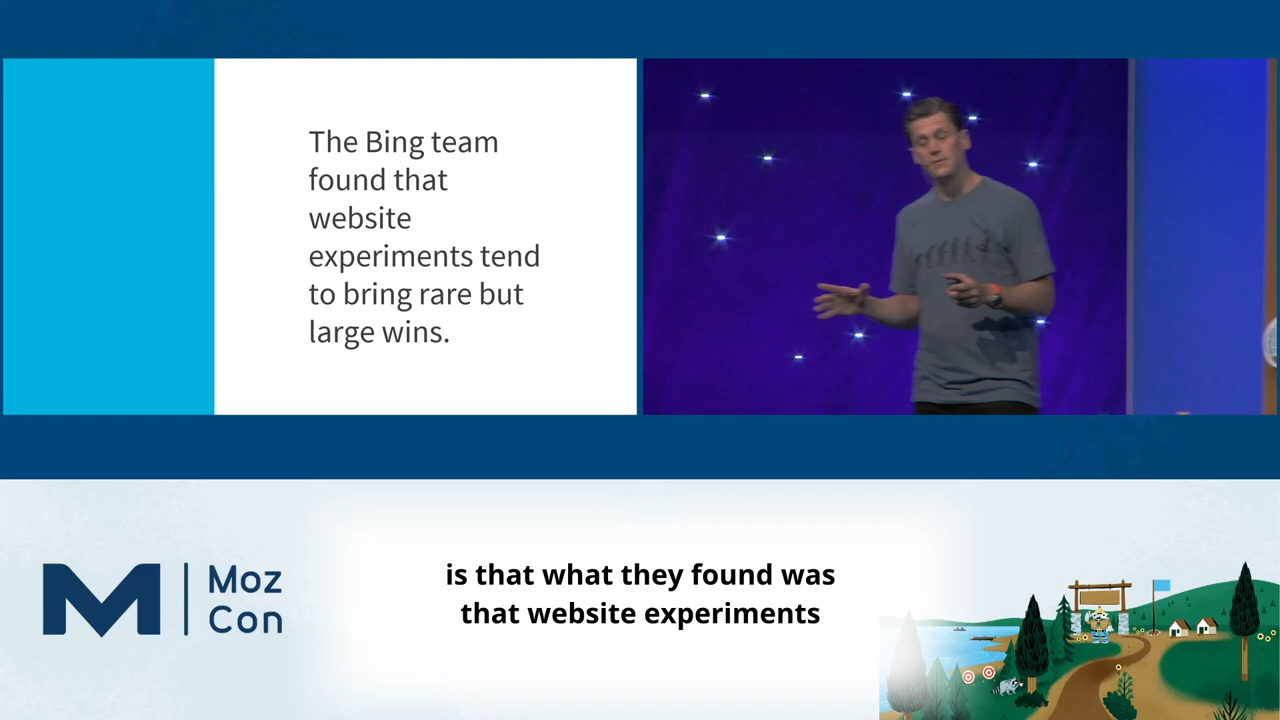 The Bing team
found that
website
experiments tend
to bring rare but
large wins.
Moz
Con
is that what they found was
that website experiments